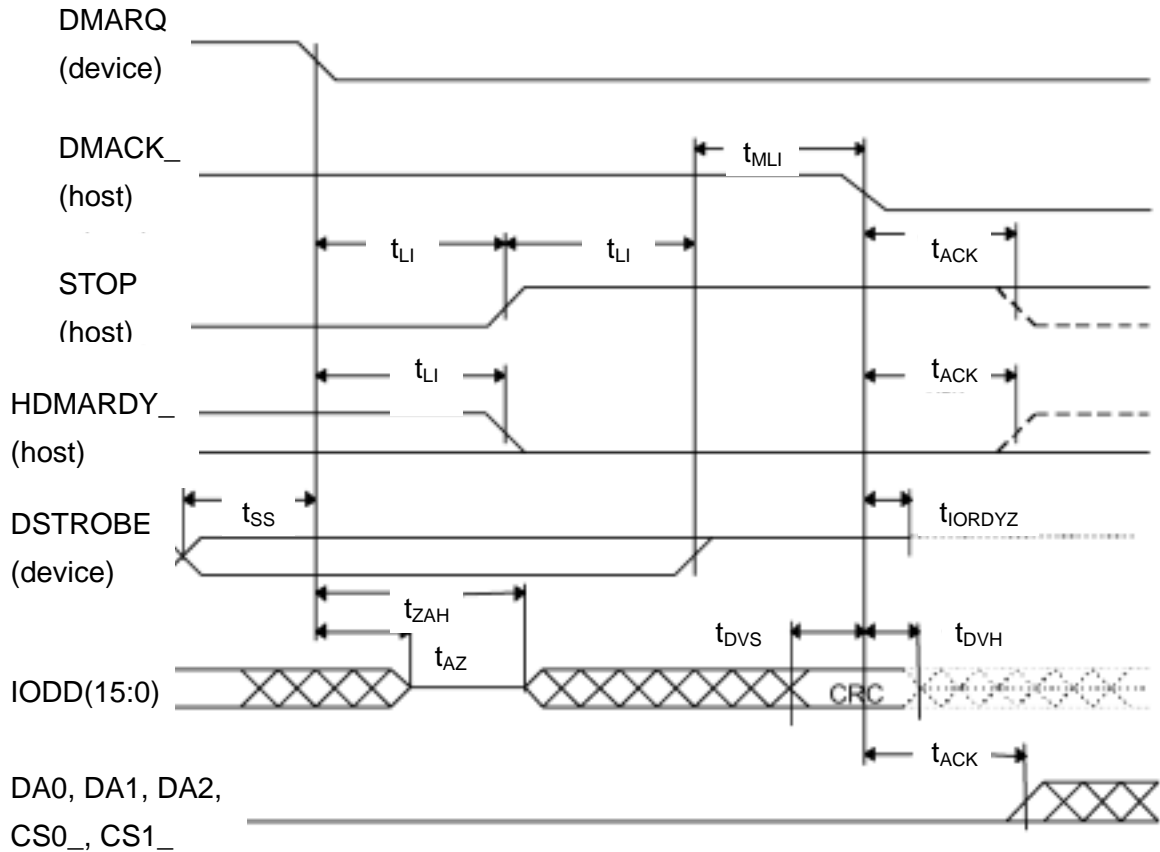 DMARQ
(device)
DMACK_
(host)
tMLI
tLI
tLI
tACK
STOP
(host)
tLI
tACK
HDMARDY_
(host)
tSS
tIORDYZ
DSTROBE
(device)
tZAH
tDVS
tDVH
tAZ
IODD(15:0)
CRC
tACK
DA0, DA1, DA2,
CS0_, CS1_